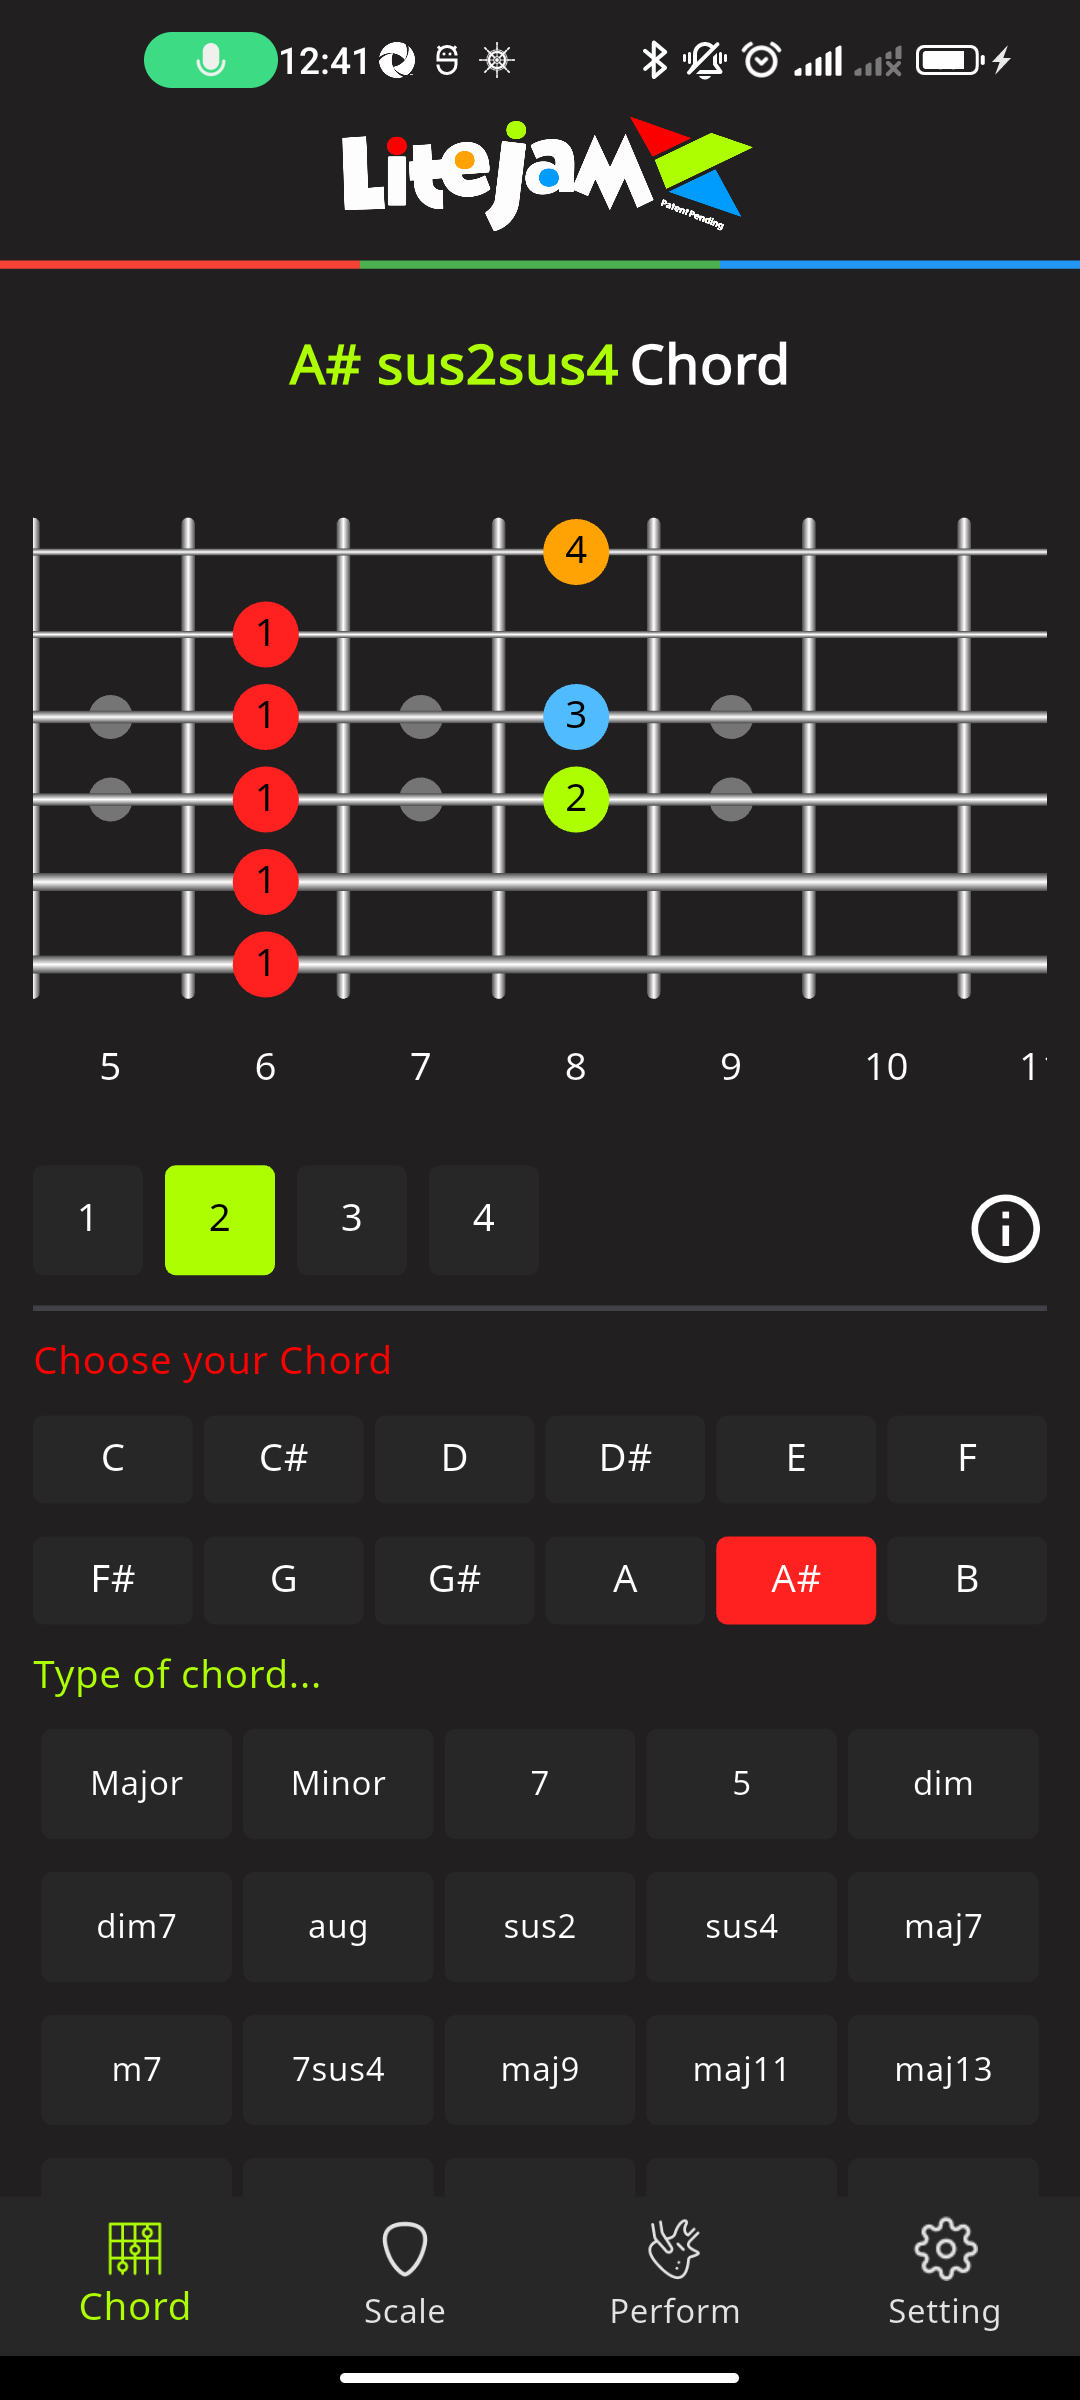 12:41
LitejaM
Patent Pending
A# sus2sus4 Chord
4
1
1 3
1 2
1
1
5 6 7 8 9 10
1 2 3 4
Choose your Chord
C C# D D# E F
F# G G# A A# B
Type of chord...
Major Minor 7 5 dim
dim7 aug sus2 sus4 maj7
m7 7sus4 maj9 maj11 maj13
Chord Scale Perform Setting